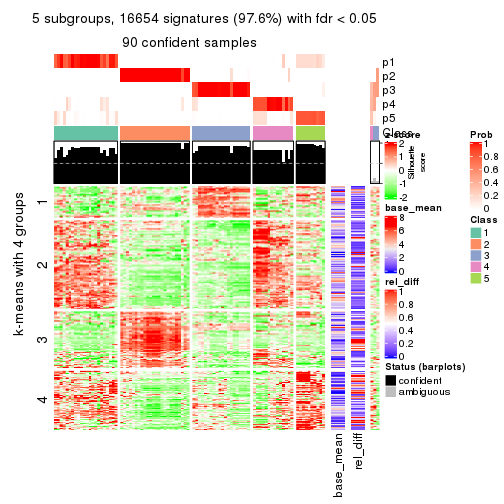 5 subgroups, 16654 signatures (97.6%) with fdr < 0.05
90 confident samples
p1
p2
p3
p4
p5
Class
Silhouette
score
k-means with 4 groups
1
2
3
4
base_mean
rel_diff
z-score
2
1
0
-1
-2
base_mean
8
6
4
2
0
rel_diff
1
0.8
0.6
0.4
0.2
0
Status (barplots)
confident
ambiguous
Prob
1
0.8
0.6
0.4
0.2
0
Class
1
2
3
4
5